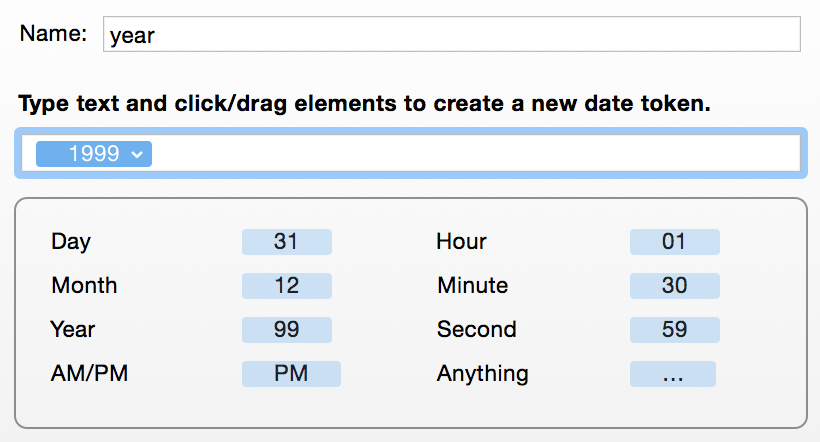 Name: year
Type text and click/drag elements to create a new date token.
1999
Day 31 Hour 01
Month 12 Minute 30
Year 99 Second 59
AM/PM PM Anything ...